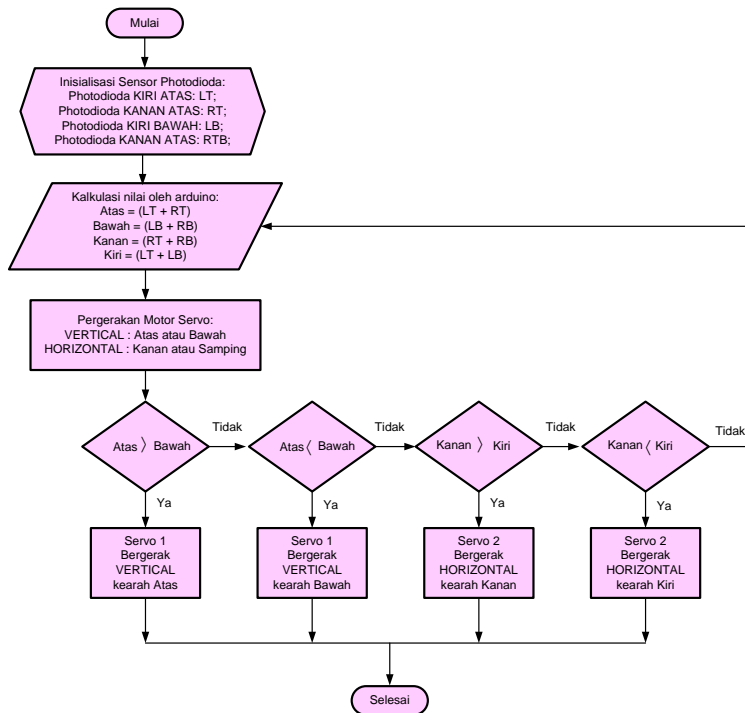 Mulai
Inisialisasi Sensor Photodioda:
Photodioda KIRI ATAS: LT;
Photodioda KANAN ATAS: RT;
Photodioda KIRI BAWAH: LB;
Photodioda KANAN ATAS: RTB;
Kalkulasi nilai oleh arduino:
Atas = (LT + RT)
Bawah = (LB + RB)
Kanan = (RT + RB)
Kiri = (LT + LB)
Pergerakan Motor Servo:
VERTICAL : Atas atau Bawah
HORIZONTAL : Kanan atau Samping
Atas 〉 Bawah
Tidak
Atas 〈 Bawah
Tidak
Kanan 〉 Kiri
Tidak
Kanan 〈 Kiri
Tidak
Ya
Ya
Ya
Ya
Servo 1
Bergerak
VERTICAL
kearah Atas
Servo 1
Bergerak
VERTICAL
kearah Bawah
Servo 2
Bergerak
HORIZONTAL
kearah Kanan
Servo 2
Bergerak
HORIZONTAL
kearah Kiri
Selesai